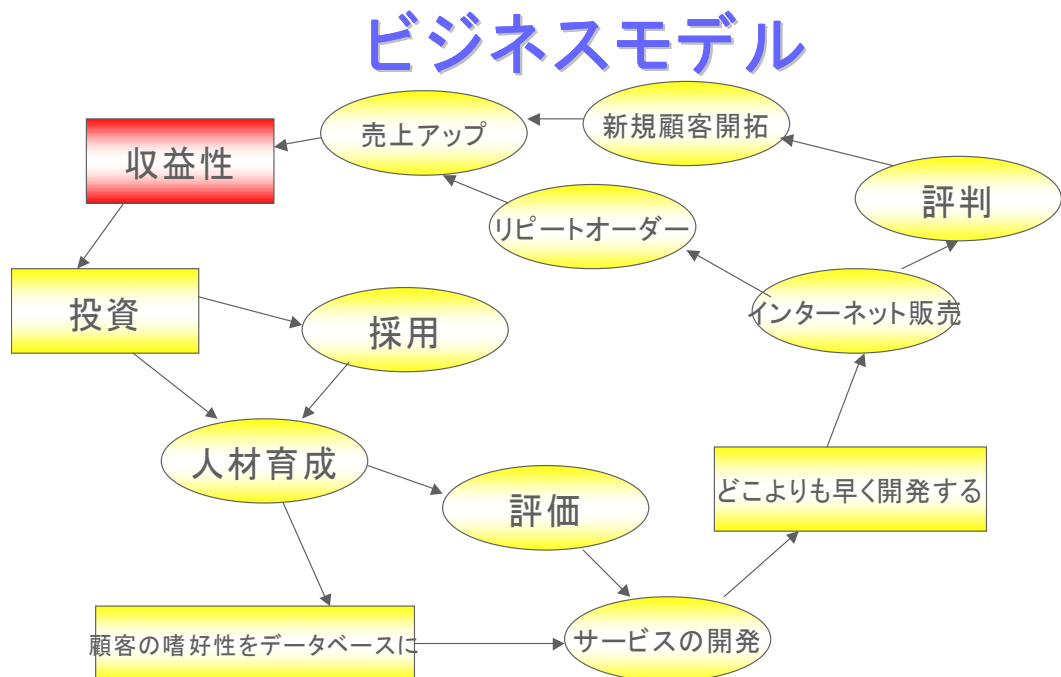 ビジネスモデル
売上アップ
新規顧客開拓
収益性
評判
リピートオーダー
投資
採用
インターネット販売
人材育成
評価
どこよりも早く開発する
顧客の嗜好性をデータベースに
サービスの開発